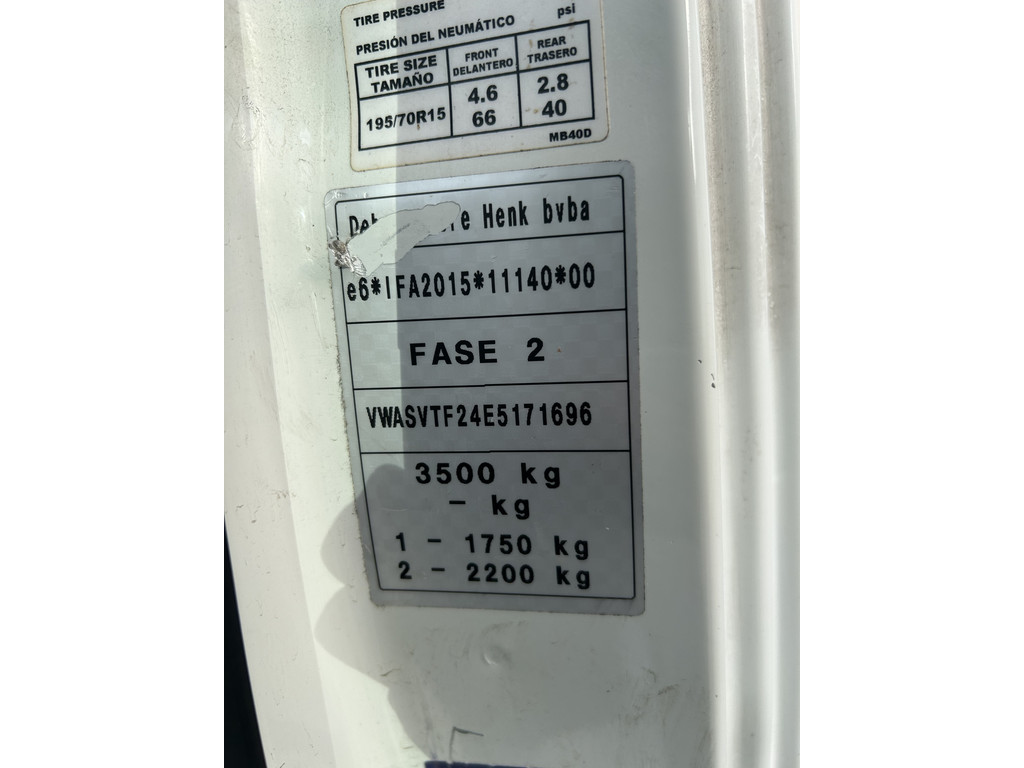 TIRE PRESSURE psi
PRESIÓN DEL NEUMÁTICO
TIRE SIZE TAMAÑO
FRONT DELANTERO
REAR TRASERO
195/70R15
4.6 66
2.8 40
MB40D
Henk bvba
e6*IFA2015*11140*00
FASE 2
VWASVTF24E5171696
3500 kg
- kg
1 - 1750 kg
2 - 2200 kg